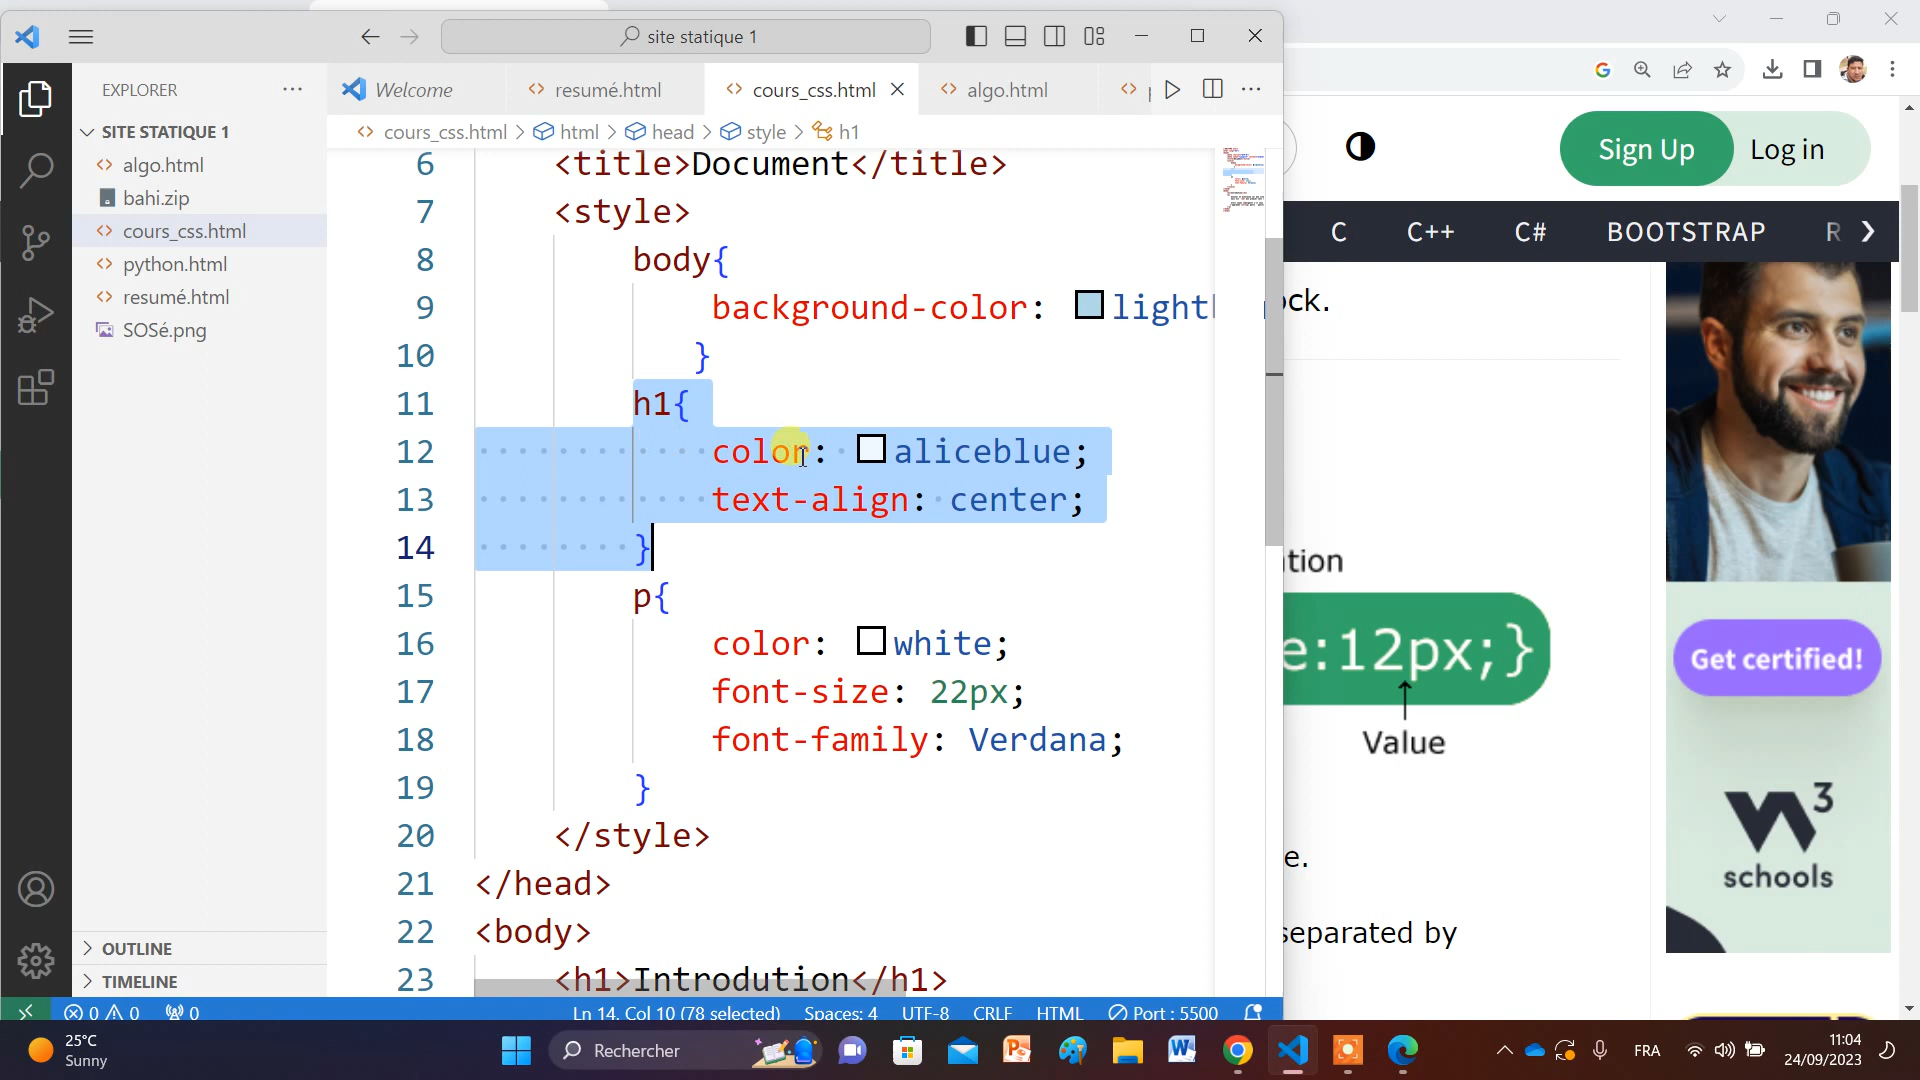 site statique 1
EXPLORER
Welcome
resumé.html
cours_css.html
algo.html
SITE STATIQUE 1
algo.html
bahi.zip
cours_css.html
python.html
resumé.html
SOSé.png
OUTLINE
TIMELINE
cours_css.html > html > head > style > h1
6 <title>Document</title>
7 <style>
8 body{
9 background-color: light
10 }
11 h1{
12 color: aliceblue;
13 text-align: center;
14 }
15 p{
16 color: white;
17 font-size: 22px;
18 font-family: Verdana;
19 }
20 </style>
21 </head>
22 <body>
23 <h1>Introdution</h1>
0 0 0
Ln 14, Col 10 (78 selected) Spaces: 4 UTF-8 CRLF HTML Port : 5500
Sign Up Log in
C C++ C# BOOTSTRAP R
ock.
tion
e:12px;}
Value
e.
separated by
Get certified!
W3
schools
25°C
Sunny
Rechercher
FRA
11:04
24/09/2023